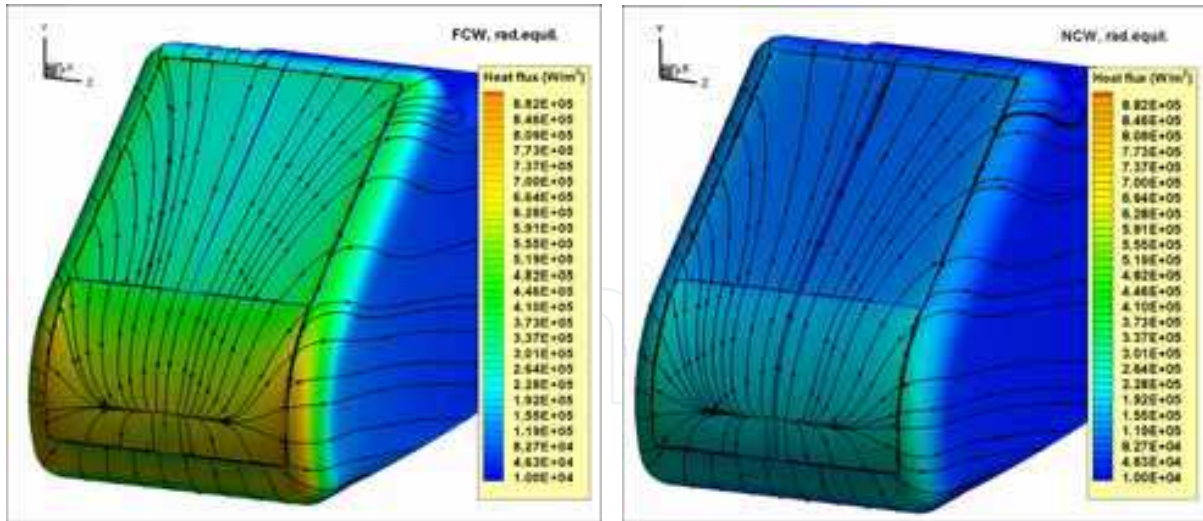 Y
X
Z
FCW, rad.equil.
Heat flux (W/m²)
8.82E+05
8.46E+05
8.09E+05
7.73E+05
7.37E+05
7.00E+05
6.64E+05
6.28E+05
5.91E+05
5.55E+05
5.19E+05
4.82E+05
4.46E+05
4.10E+05
3.73E+05
3.37E+05
3.01E+05
2.64E+05
2.28E+05
1.92E+05
1.55E+05
1.19E+05
8.27E+04
4.63E+04
1.00E+04
Y
X
Z
NCW, rad.equil.
Heat flux (W/m²)
8.82E+05
8.46E+05
8.09E+05
7.73E+05
7.37E+05
7.00E+05
6.64E+05
6.28E+05
5.91E+05
5.55E+05
5.19E+05
4.82E+05
4.46E+05
4.10E+05
3.73E+05
3.37E+05
3.01E+05
2.64E+05
2.28E+05
1.92E+05
1.55E+05
1.19E+05
8.27E+04
4.63E+04
1.00E+04